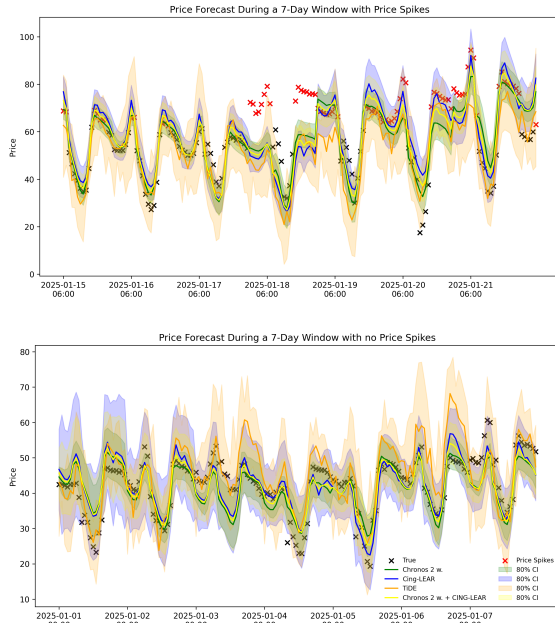 Price Forecast During a 7-Day Window with Price Spikes
100
80
60
40
20
0
Price
2025-01-15 2025-01-16 2025-01-17 2025-01-18 2025-01-19 2025-01-20 2025-01-21
06:00 06:00 06:00 06:00 06:00 06:00 06:00
Price Forecast During a 7-Day Window with no Price Spikes
80
70
60
50
40
30
20
10
Price
True
Chronos 2 w.
Cing-LEAR
TiDE
Chronos 2 w. + CING-LEAR
Price Spikes
80% CI
80% CI
80% CI
80% CI
2025-01-01 2025-01-02 2025-01-03 2025-01-04 2025-01-05 2025-01-06 2025-01-07